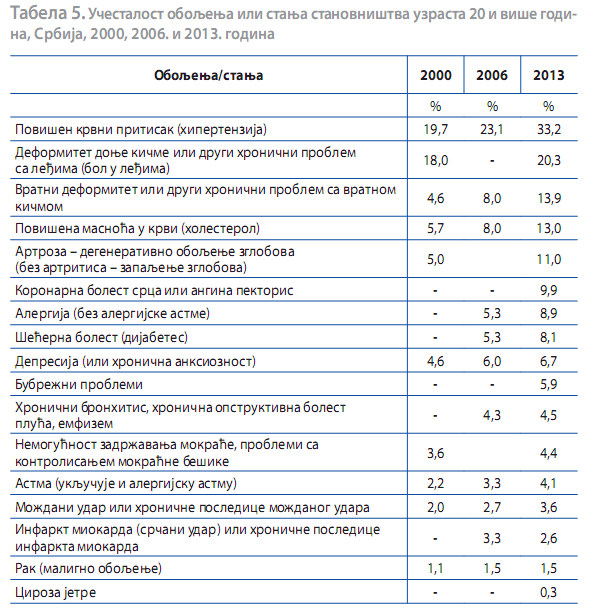 Табела 5. Учесталост обољења или стања становништва узраста 20 и више годи-
на, Србија, 2000, 2006. и 2013. година
Обољења/стања 2000 2006 2013
% % %
Повишен крвни притисак (хипертензија) 19,7 23,1 33,2
Деформитет доње кичме или други хронични проблем
са леђима (бол у леђима) 18,0 - 20,3
Вратни деформитет или други хронични проблем са вратном
кичмом 4,6 8,0 13,9
Повишена масноћа у крви (холестерол) 5,7 8,0 13,0
Артроза – дегенеративно обољење зглобова
(без артритиса – запаљење зглобова) 5,0 11,0
Коронарна болест срца или ангина пекторис - - 9,9
Алергија (без алергијске астме) - 5,3 8,9
Шећерна болест (дијабетес) - 5,3 8,1
Депресија (или хронична анксиозност) 4,6 6,0 6,7
Бубрежни проблеми - - 5,9
Хронични бронхитис, хронична опструктивна болест
плућа, емфизем - 4,3 4,5
Немогућност задржавања мокраће, проблеми са
контролисањем мокраћне бешике 3,6 4,4
Астма (укључује и алергијску астму) 2,2 3,3 4,1
Мождани удар или хроничне последице можданог удара 2,0 2,7 3,6
Инфаркт миокарда (срчани удар) или хроничне последице
инфаркта миокарда - 3,3 2,6
Рак (малигно обољење) 1,1 1,5 1,5
Цироза јетре - - 0,3